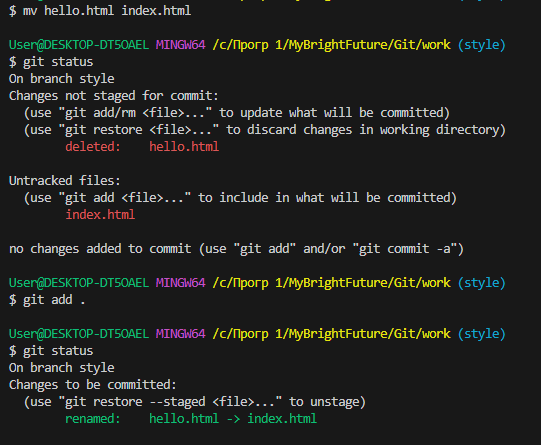 $ mv hello.html index.html
User@DESKTOP-DT5OAEL MINGW64 /c/Прогр 1/MyBrightFuture/Git/work (style)
$ git status
On branch style
Changes not staged for commit:
  (use "git add/rm <file>..." to update what will be committed)
  (use "git restore <file>..." to discard changes in working directory)
        deleted:    hello.html
Untracked files:
  (use "git add <file>..." to include in what will be committed)
        index.html
no changes added to commit (use "git add" and/or "git commit -a")
User@DESKTOP-DT5OAEL MINGW64 /c/Прогр 1/MyBrightFuture/Git/work (style)
$ git add .
User@DESKTOP-DT5OAEL MINGW64 /c/Прогр 1/MyBrightFuture/Git/work (style)
$ git status
On branch style
Changes to be committed:
  (use "git restore --staged <file>..." to unstage)
        renamed:    hello.html -> index.html